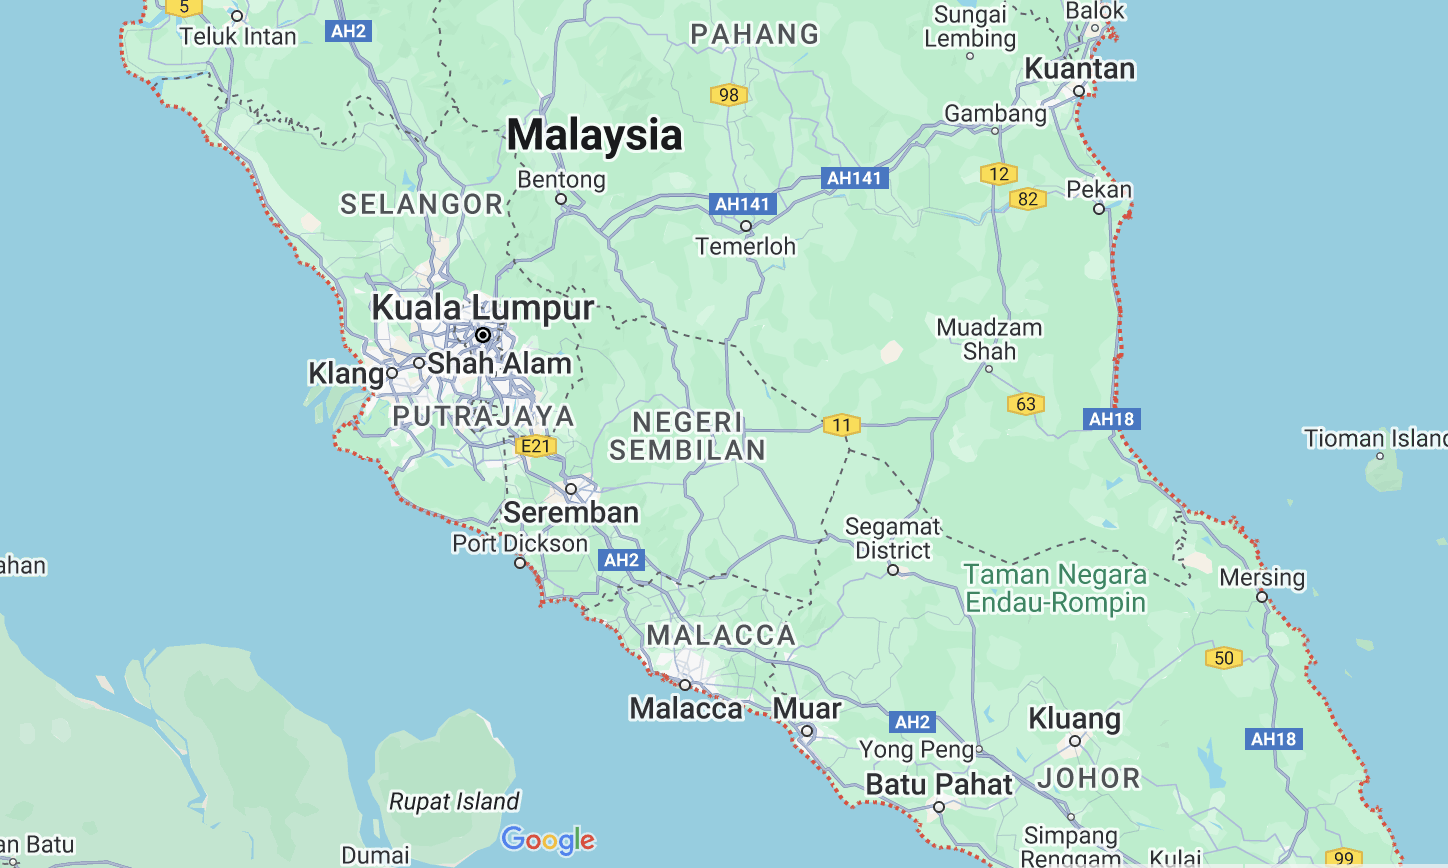 5
Teluk Intan
AH2
PAHANG
Sungai
Lembing
Balok
Kuantan
98
Gambang
Malaysia
Bentong
AH141
12
82
Pekan
SELANGOR
AH141
Temerloh
Kuala Lumpur
Muadzam
Shah
Klang
Shah Alam
PUTRAJAYA
NEGERI
SEMBILAN
11
63
AH18
E21
Tioman Island
Seremban
Port Dickson
AH2
Segamat
District
Taman Negara
Endau-Rompin
Mersing
ahan
MALACCA
50
Malacca
Muar
AH2
Kluang
AH18
Yong Peng
JOHOR
Batu Pahat
Rupat Island
Google
Simpang
Renggam
Kulai
99
an Batu
Dumai